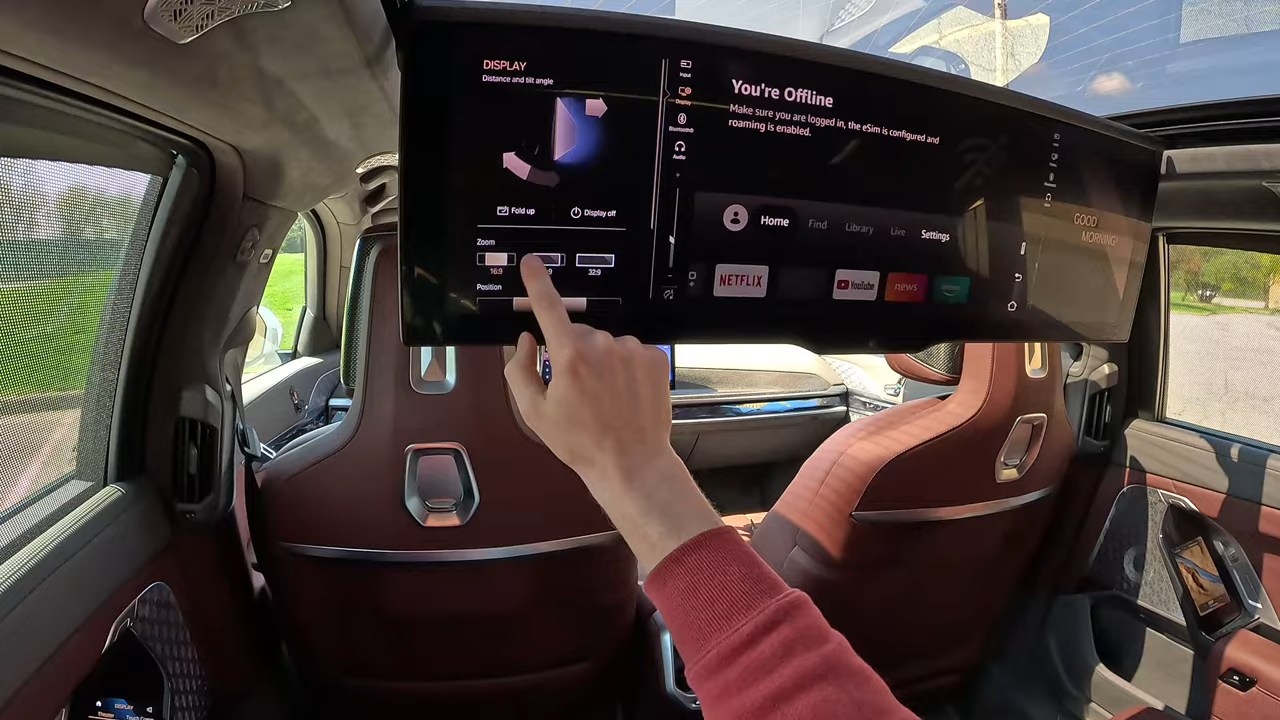 DISPLAY
Distance and tilt angle
Fold up
Display off
Zoom
16:9
32:9
Position
Input
Display
Bluetooth®
Audio
You're Offline
Make sure you are logged in, the eSim is configured and
roaming is enabled.
Home
Find
Library
Live
Settings
NETFLIX
YouTube
news
GOOD
MORNING!
DISPLAY
Theater